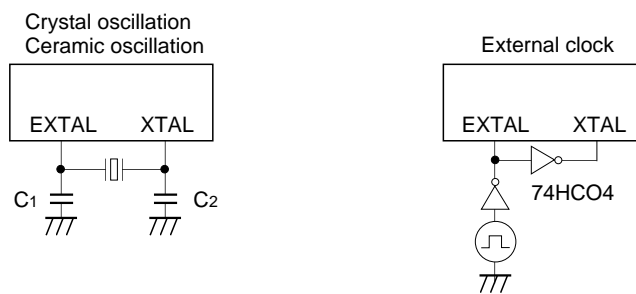 Crystal oscillation
Ceramic oscillation
EXTAL XTAL
C1 C2
External clock
EXTAL XTAL
74HCO4